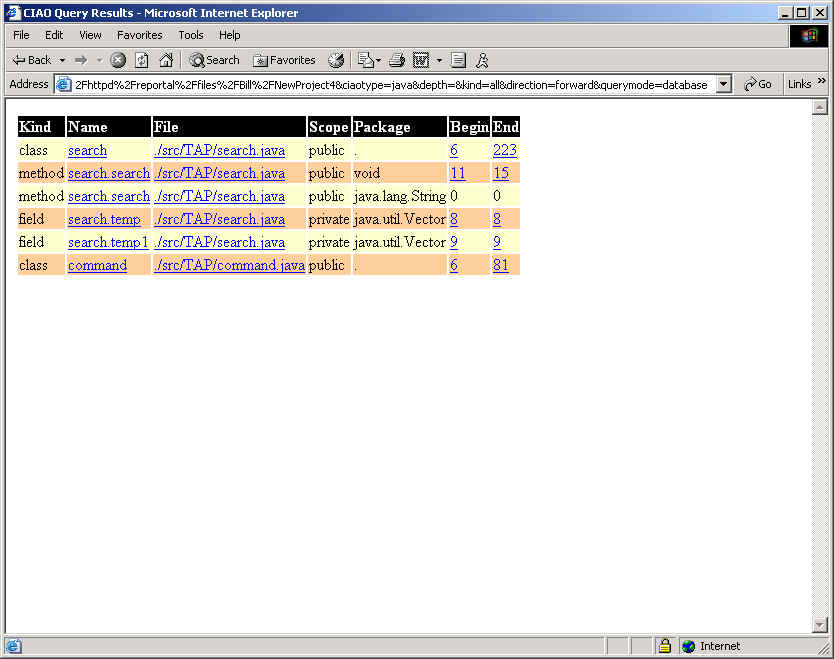 CIAO Query Results - Microsoft Internet Explorer
File Edit View Favorites Tools Help
Back Search Favorites
Address 2Fhttpd%2Freportal%2Ffiles%2FBill%2FNewProject4&ciaotype=java&depth=&kind=all&direction=forward&querymode=database Go Links »
Kind Name File Scope Package Begin End
class search ./src/TAP/search.java public . 6 223
method search.search ./src/TAP/search.java public void 11 15
method search.search ./src/TAP/search.java public java.lang.String 0 0
field search.temp ./src/TAP/search.java private java.util.Vector 8 8
field search.temp1 ./src/TAP/search.java private java.util.Vector 9 9
class command ./src/TAP/command.java public . 6 81
Internet